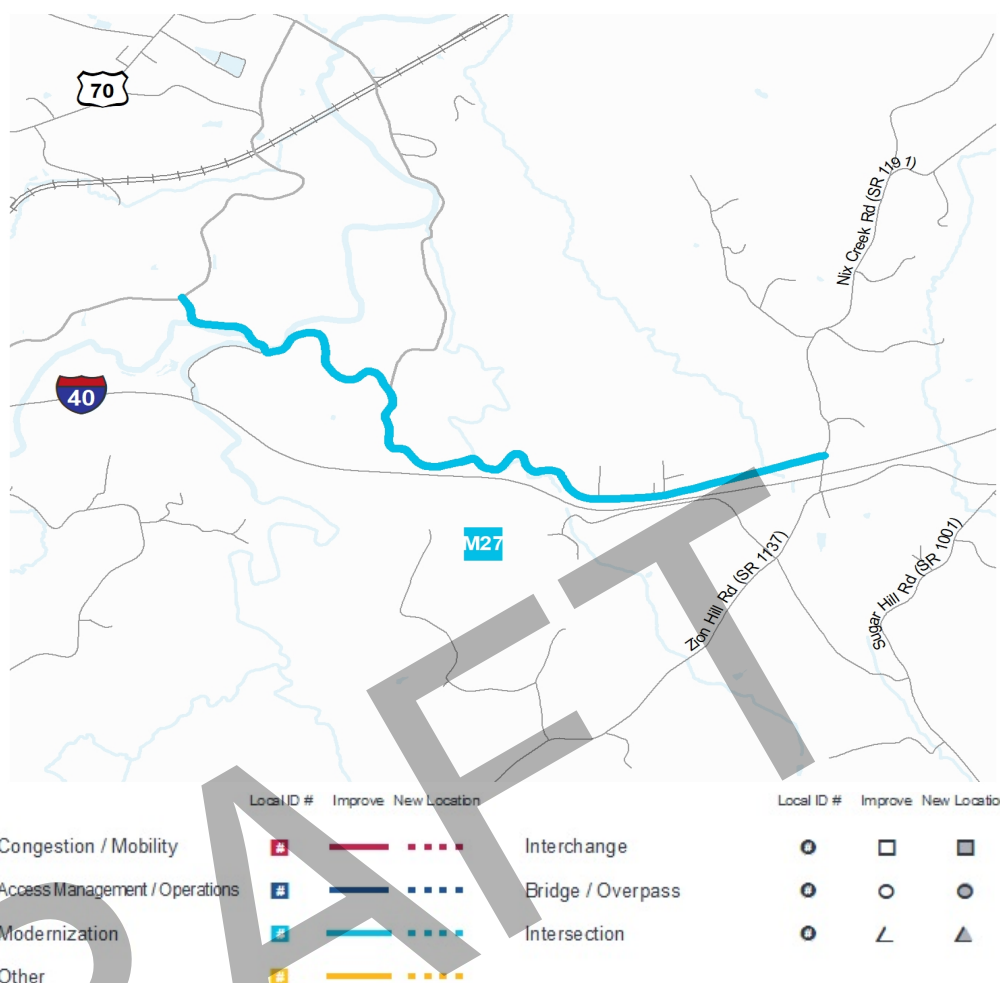 70
Nix Creek Rd (SR 1191)
40
M27
Zion Hill Rd (SR 1137)
Sugar Hill Rd (SR 1001)
DRAFT
Local ID # Improve New Location
Congestion / Mobility #
Access Management / Operations #
Modernization #
Other #
Local ID # Improve New Locatio
Interchange #
Bridge / Overpass #
Intersection #